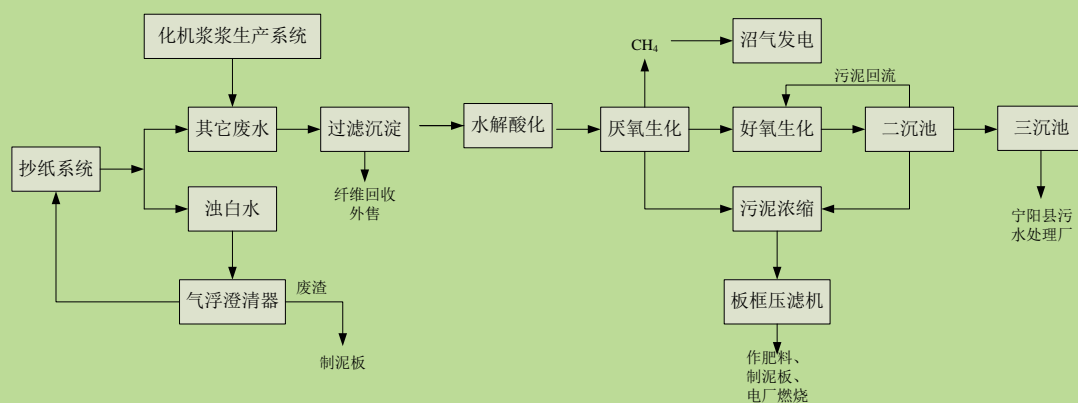 化机浆浆生产系统
CH₄
沼气发电
污泥回流
其它废水
过滤沉淀
水解酸化
厌氧生化
好氧生化
二沉池
三沉池
抄纸系统
纤维回收
外售
浊白水
污泥浓缩
宁阳县污
水处理厂
气浮澄清器
废渣
板框压滤机
制泥板
作肥料、
制泥板、
电厂燃烧